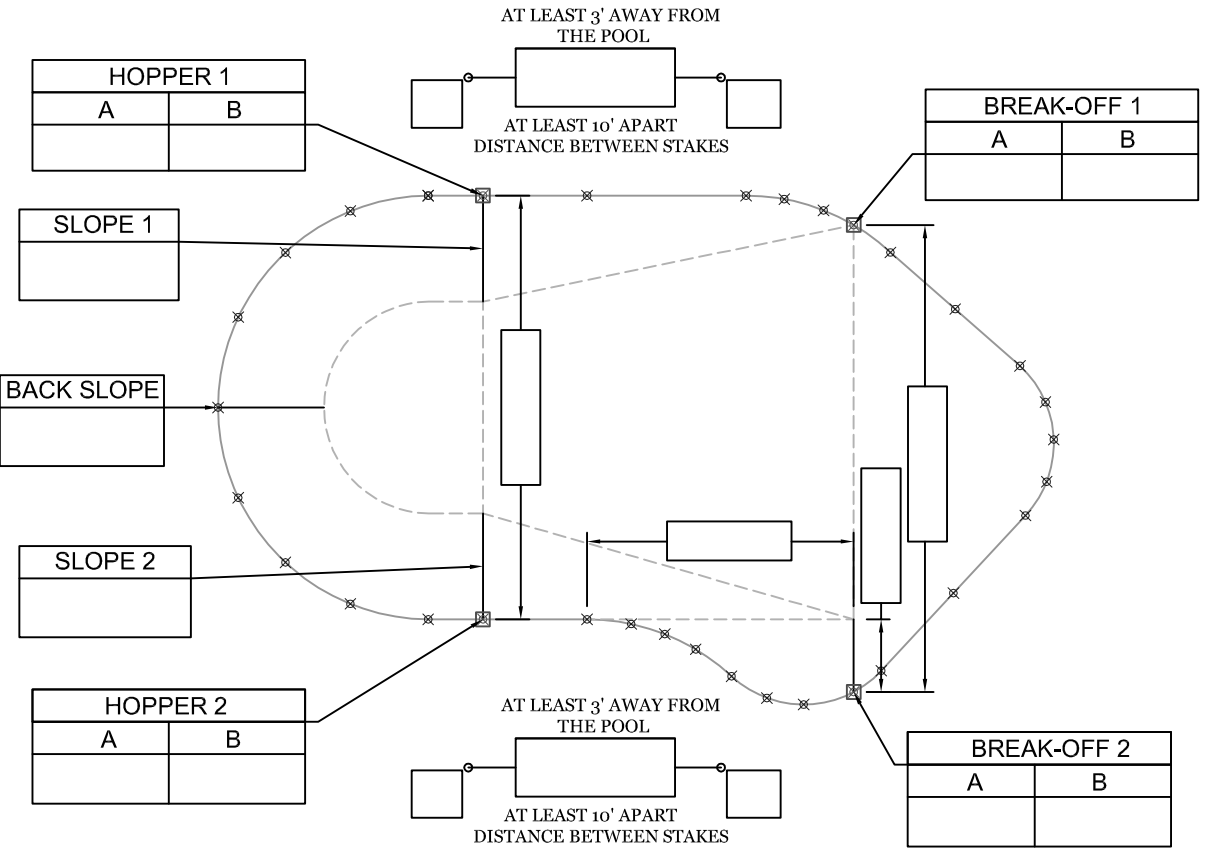 AT LEAST 3' AWAY FROM
THE POOL
AT LEAST 10' APART
DISTANCE BETWEEN STAKES
HOPPER 1
A B
BREAK-OFF 1
A B
SLOPE 1
BACK SLOPE
SLOPE 2
HOPPER 2
A B
AT LEAST 3' AWAY FROM
THE POOL
AT LEAST 10' APART
DISTANCE BETWEEN STAKES
BREAK-OFF 2
A B